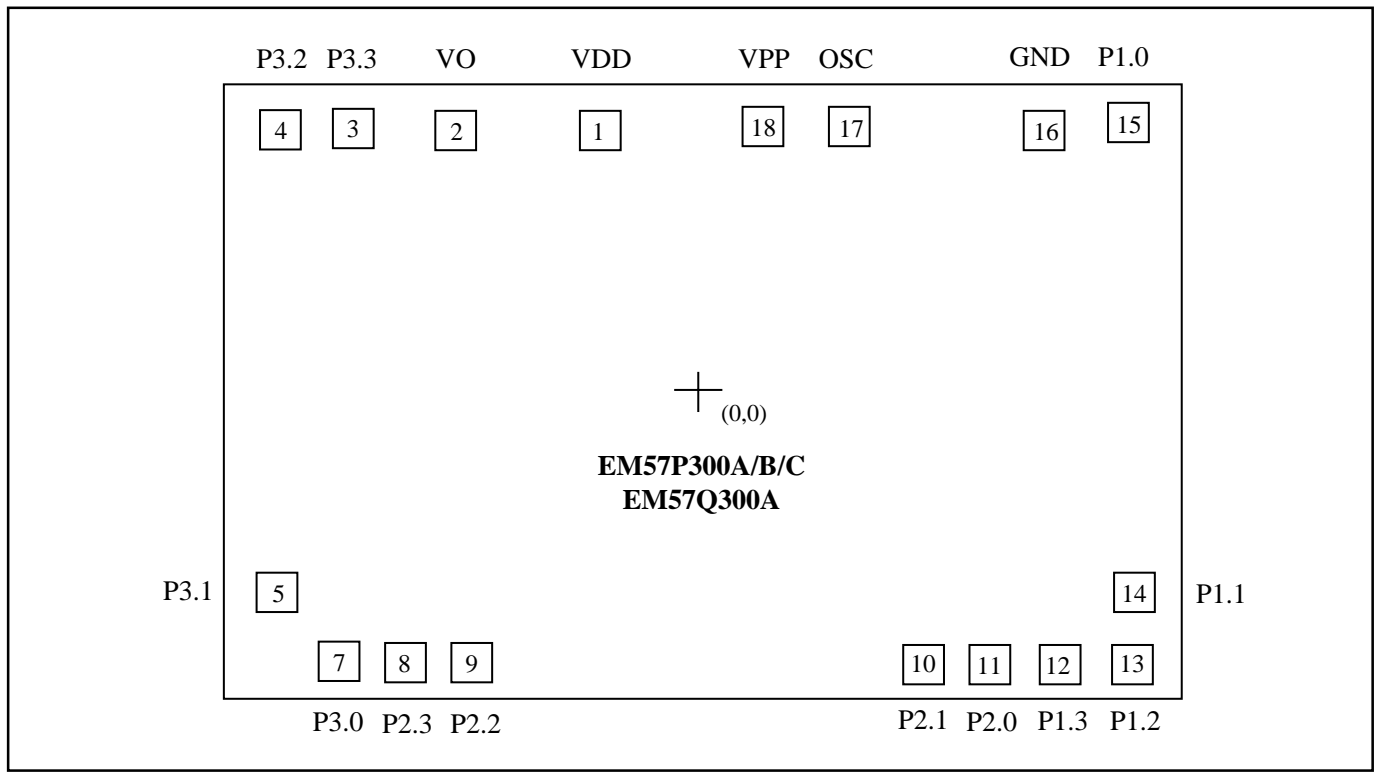 P3.2 P3.3 VO VDD VPP OSC GND P1.0
4 3 2 1 18 17 16 15
(0,0)
EM57P300A/B/C
EM57Q300A
P3.1 5 14 P1.1
7 8 9 10 11 12 13
P3.0 P2.3 P2.2 P2.1 P2.0 P1.3 P1.2